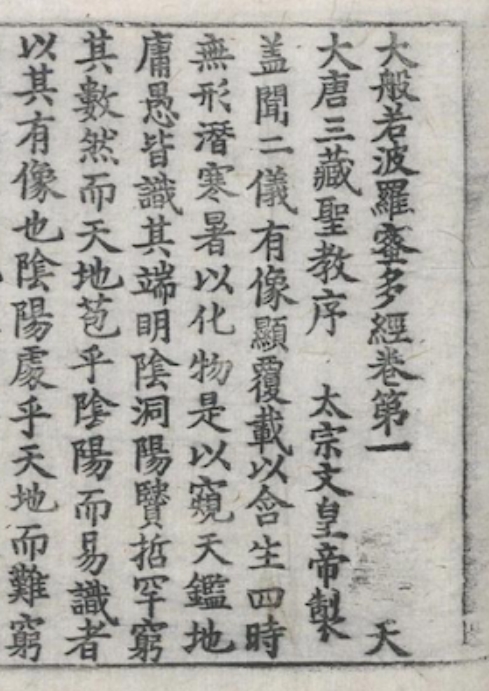 大般若波羅蜜多經卷第一 天
大唐三藏聖教序 太宗文皇帝製
盖聞二儀有像顯覆載以含生四時
無形潛寒暑以化物是以窺天鑑地
庸愚皆識其端明陰洞陽賢哲罕窮
其數然而天地苞乎陰陽而易識者
以其有像也陰陽處乎天地而難窮